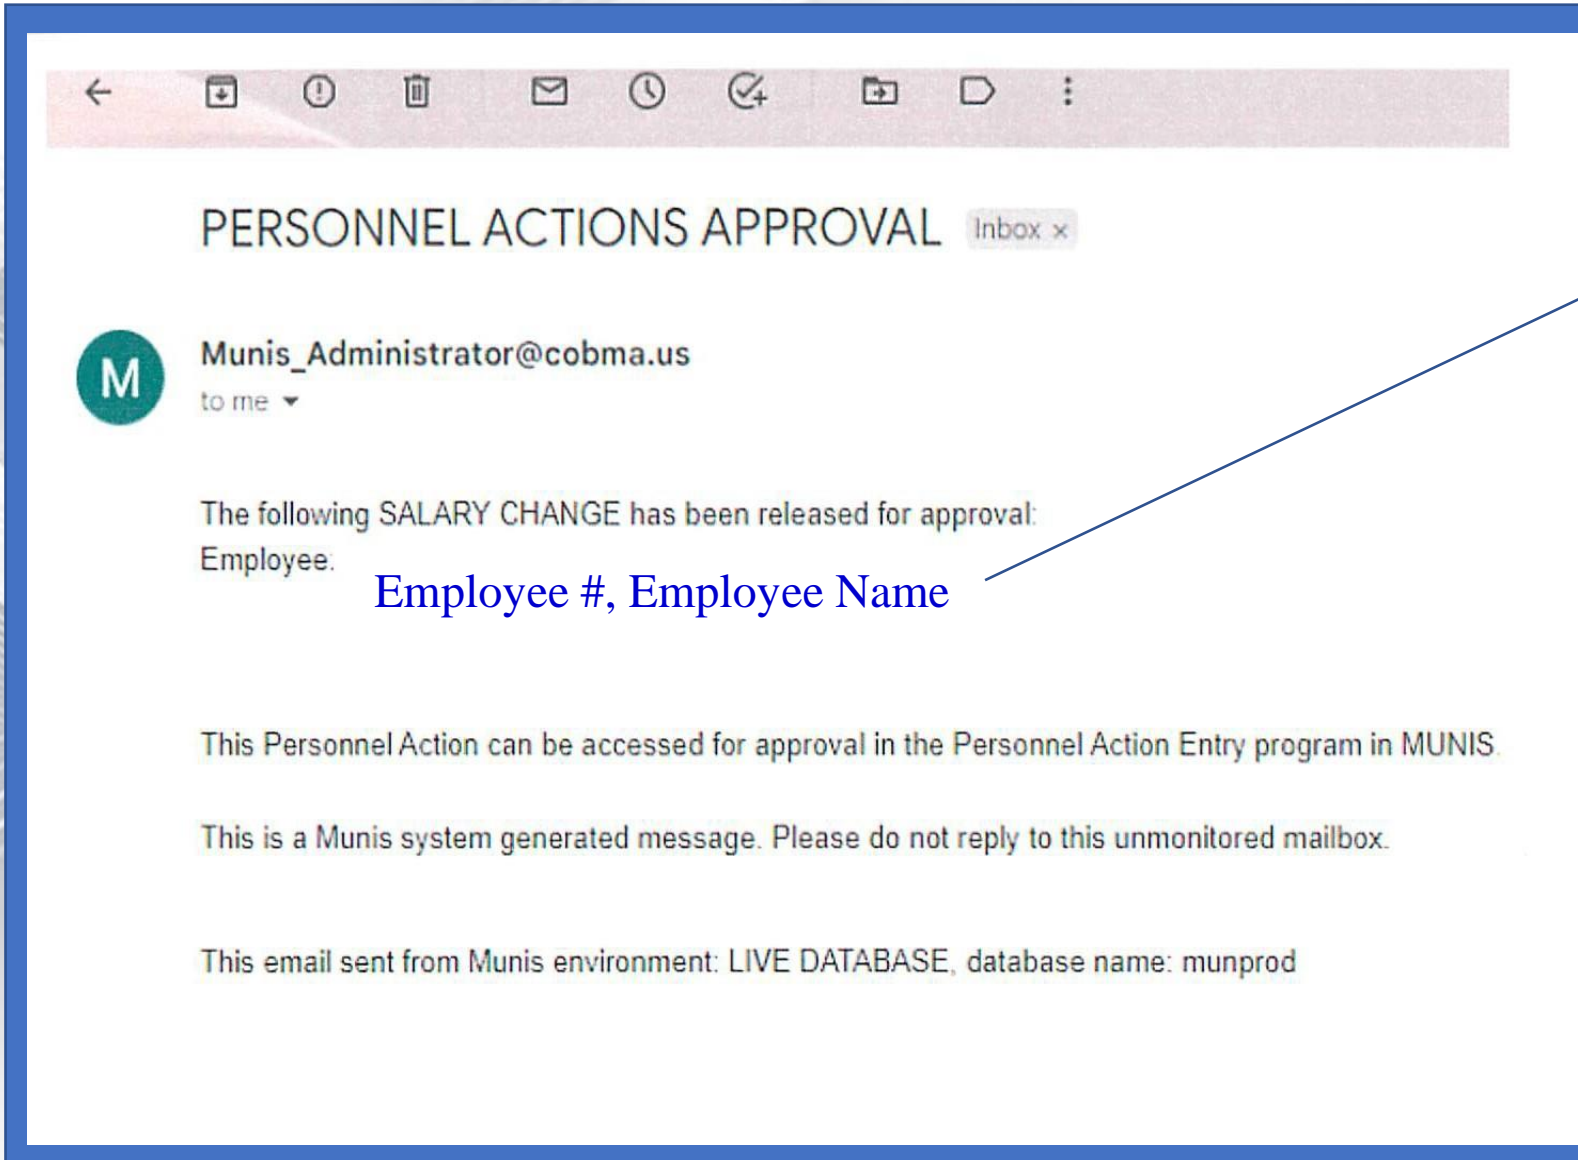 PERSONNEL ACTIONS APPROVAL Inbox x
M
Munis_Administrator@cobma.us
to me
The following SALARY CHANGE has been released for approval:
Employee:
Employee #, Employee Name
This Personnel Action can be accessed for approval in the Personnel Action Entry program in MUNIS.
This is a Munis system generated message. Please do not reply to this unmonitored mailbox.
This email sent from Munis environment: LIVE DATABASE, database name: munprod